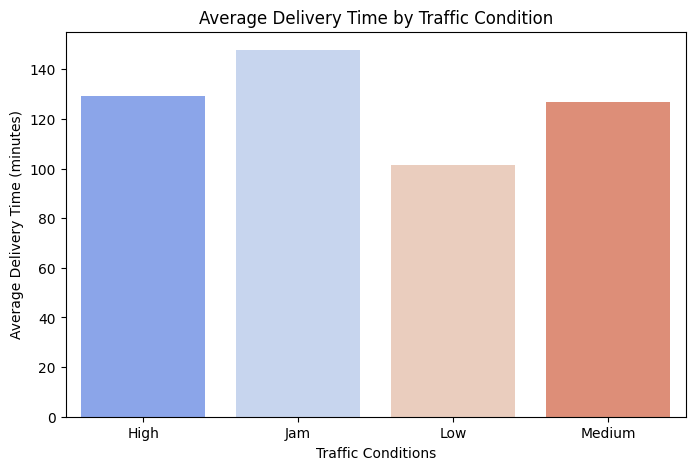 Average Delivery Time by Traffic Condition
Average Delivery Time (minutes)
140
120
100
80
60
40
20
0
High
Jam
Low
Medium
Traffic Conditions